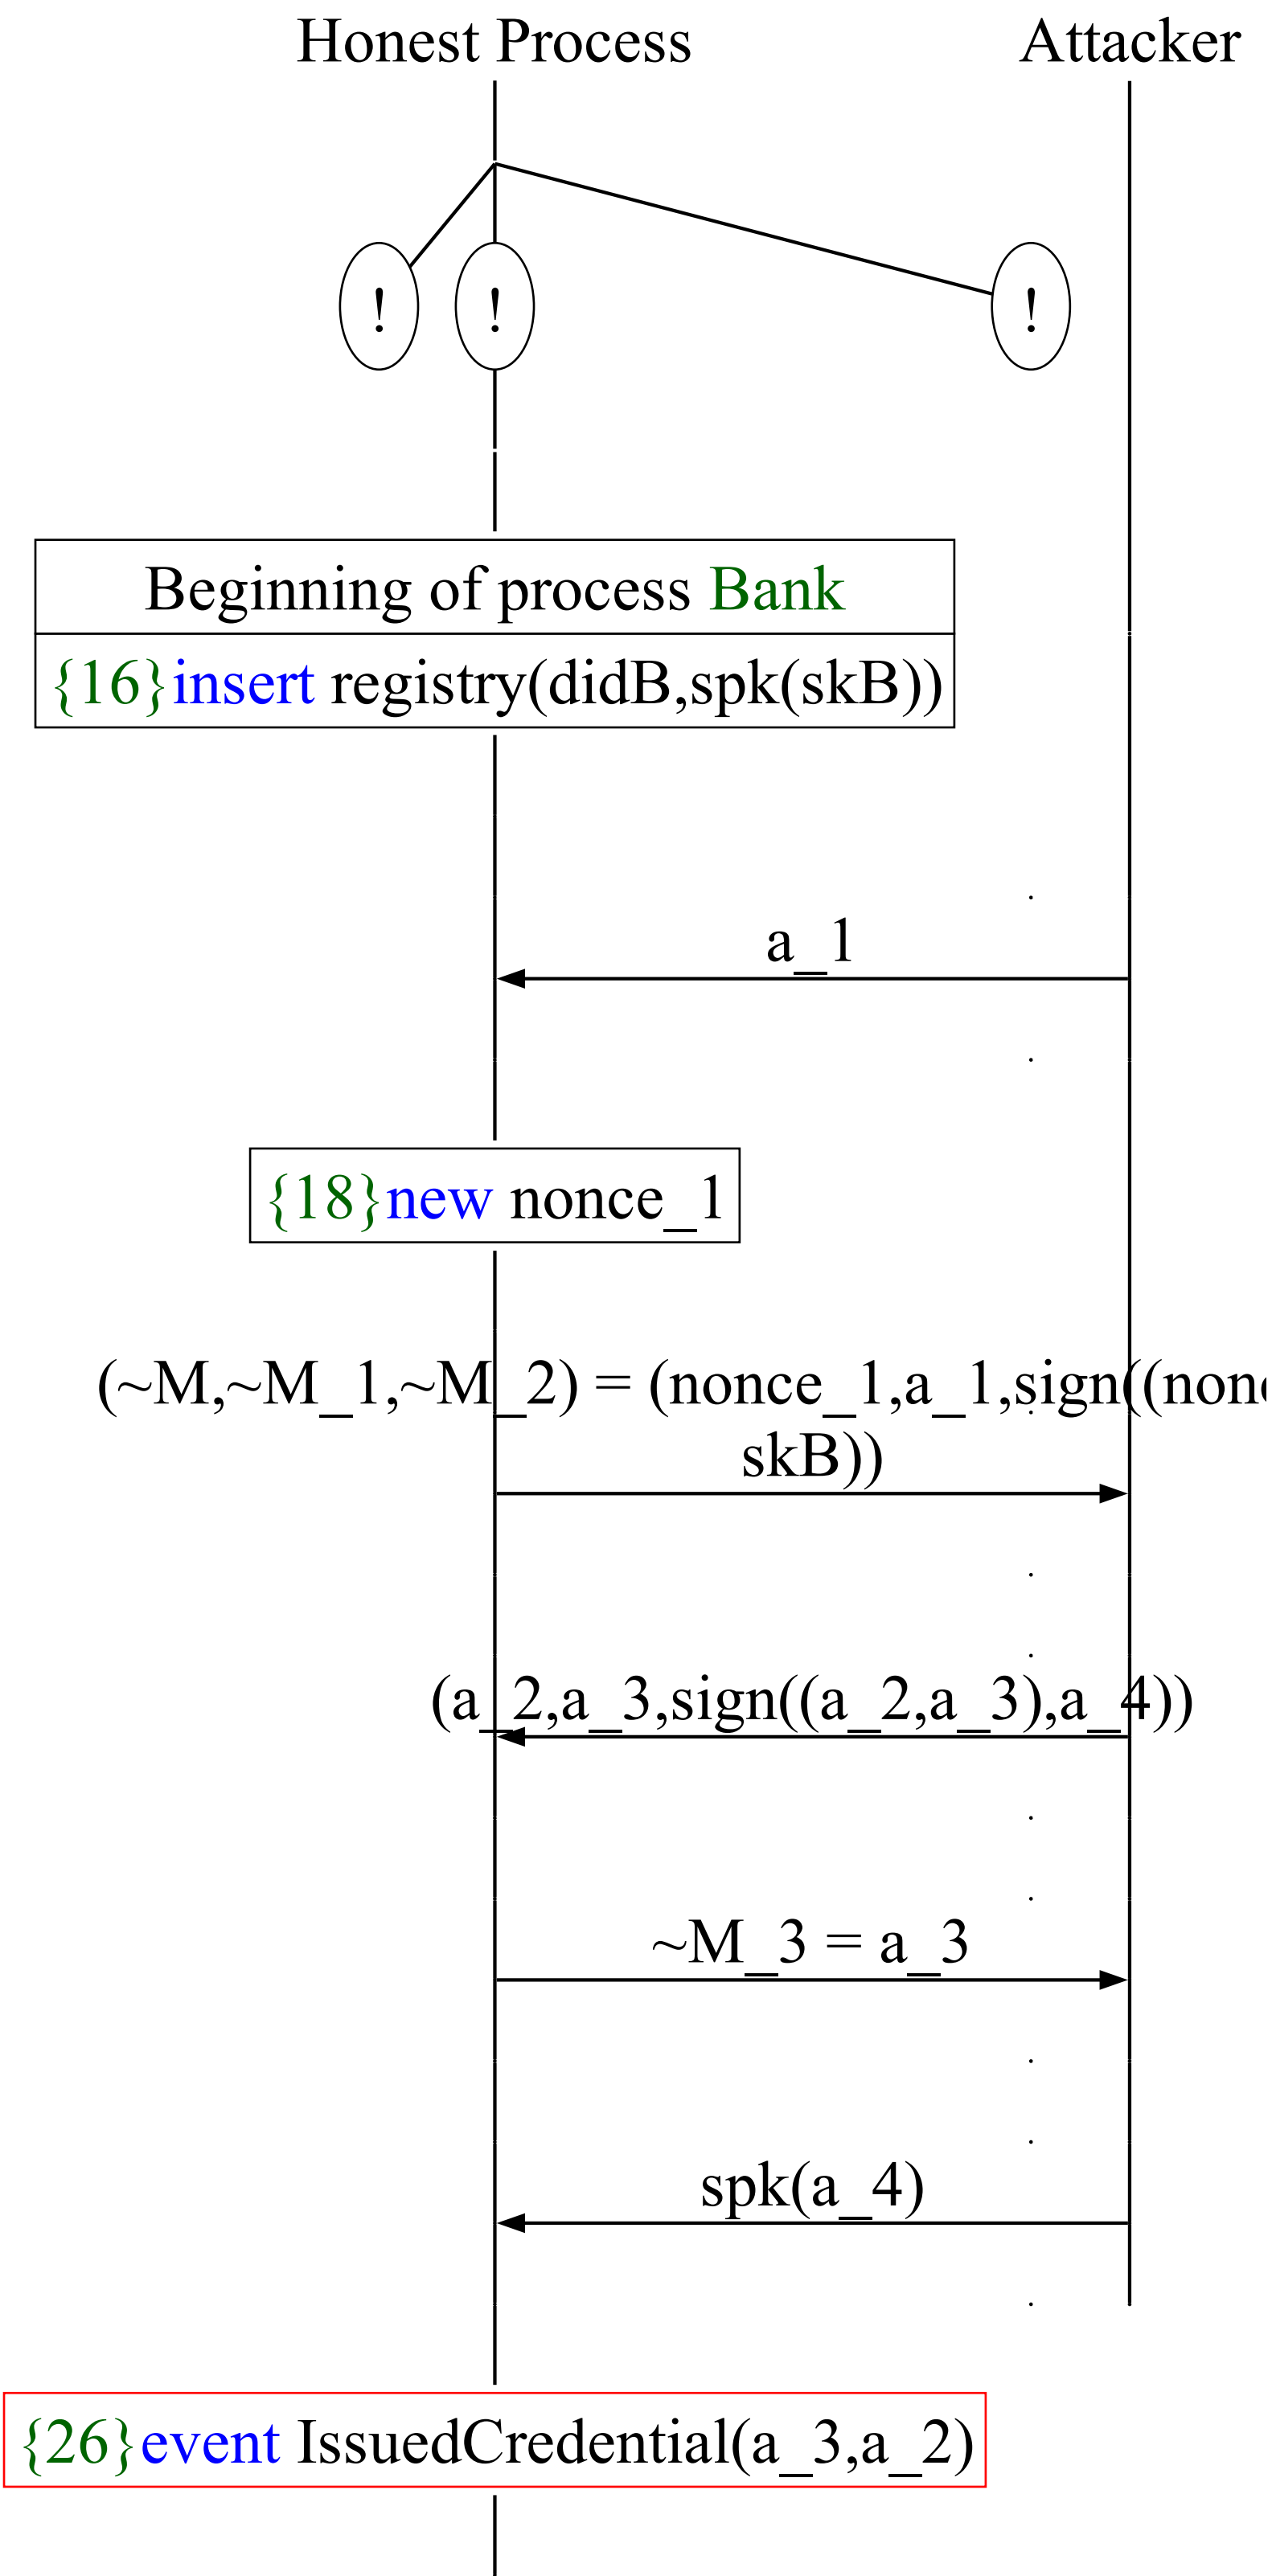 Honest Process Attacker
! ! !
Beginning of process Bank
{16}insert registry(didB,spk(skB))
a_1
{18}new nonce_1
(~M,~M_1,~M_2) = (nonce_1,a_1,sign((non
skB))
(a_2,a_3,sign((a_2,a_3),a_4))
~M_3 = a_3
spk(a_4)
{26}event IssuedCredential(a_3,a_2)